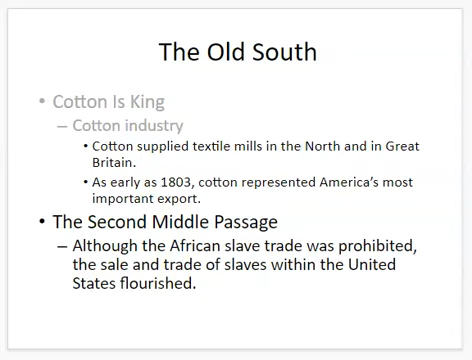 The Old South
• Cotton Is King
– Cotton industry
• Cotton supplied textile mills in the North and in Great
Britain.
• As early as 1803, cotton represented America's most
important export.
• The Second Middle Passage
– Although the African slave trade was prohibited,
the sale and trade of slaves within the United
States flourished.